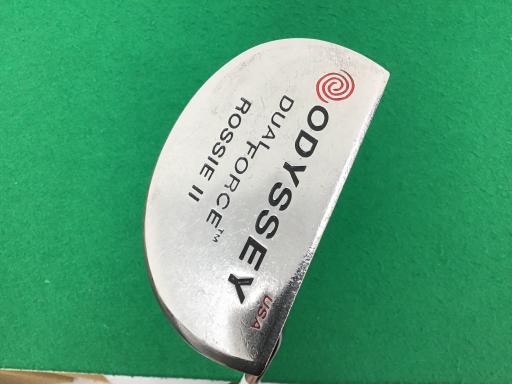 ODYSSEY USA
DUAL FORCE™
ROSSIE II